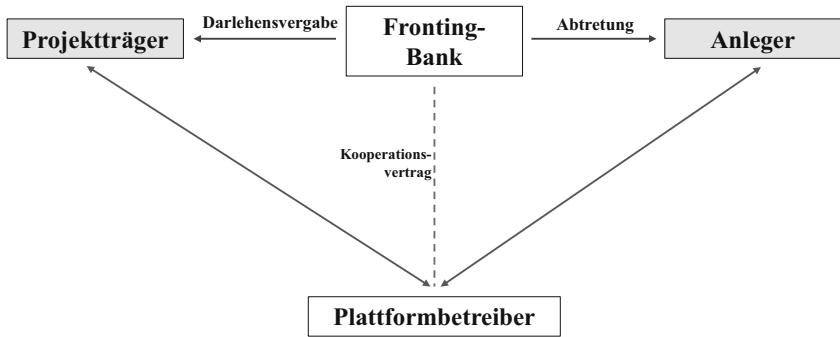 Projektträger
Darlehensvergabe
Fronting-
Bank
Abtretung
Anleger
Kooperations-
vertrag
Plattformbetreiber